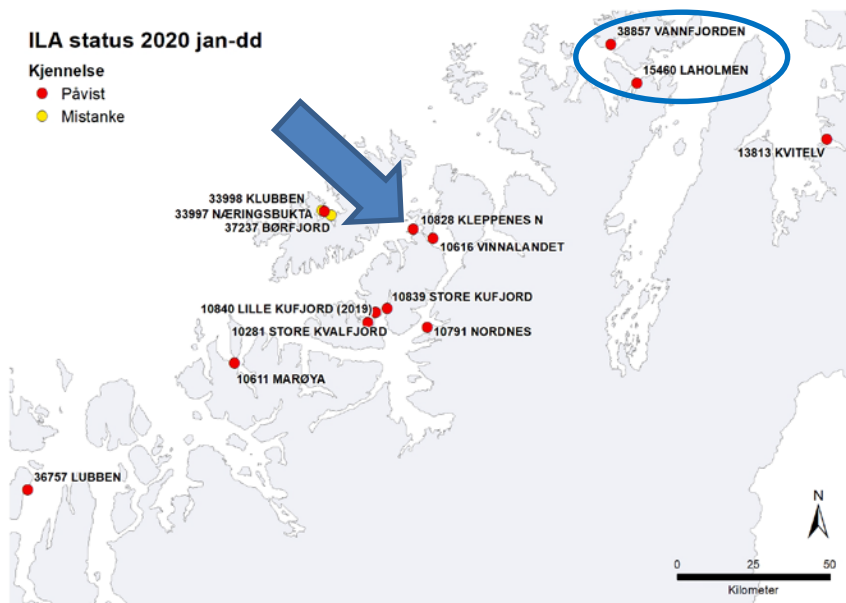 ILA status 2020 jan-dd
Kjennelse
Påvist
Mistanke
38857 VANNFJORDEN
15460 LAHOLMEN
13813 KVITELV
33998 KLUBBEN
33997 NÆRINGSBUKTA
37237 BØRFJORD
10828 KLEPPENES N
10616 VINNALANDET
10839 STORE KUFJORD
10840 LILLE KUFJORD (2019)
10281 STORE KVALFJORD
10791 NORDNES
10611 MARØYA
36757 LUBBEN
N
0 25 50
Kilometer